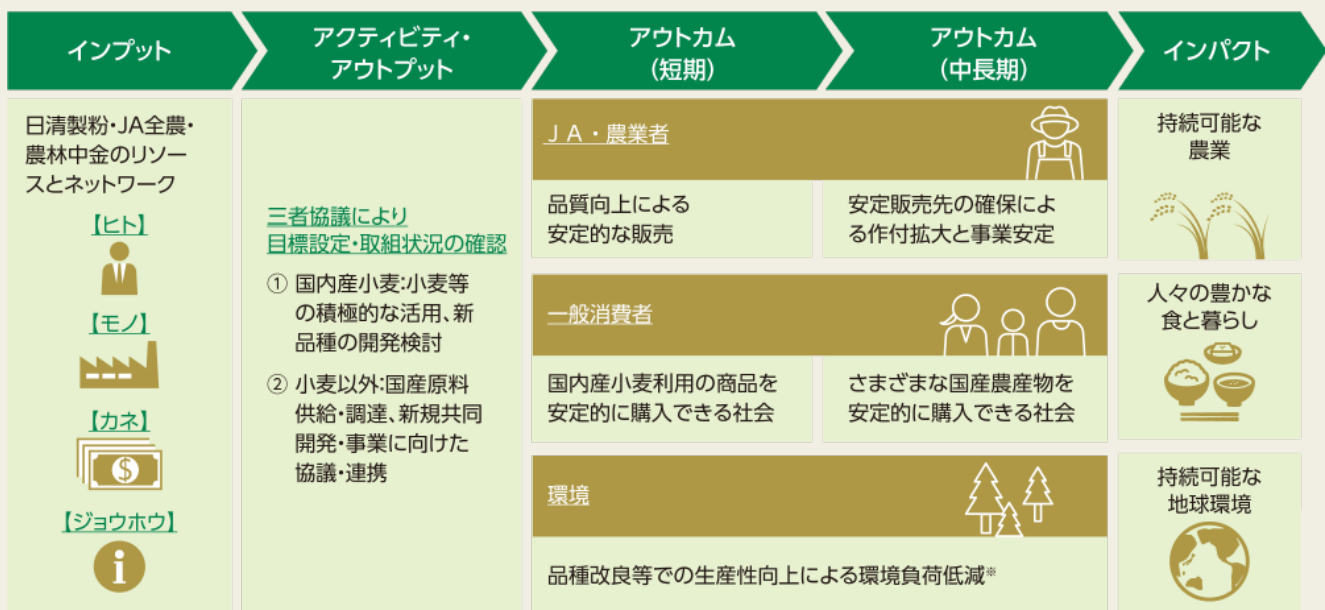 インプット
アクティビティ・
アウトプット
アウトカム
(短期)
アウトカム
(中長期)
インパクト
日清製粉・JA全農・
農林中金のリソー
スとネットワーク
【ヒト】
【モノ】
【カネ】
$
【ジョウホウ】
i
三者協議により
目標設定・取組状況の確認
① 国内産小麦:小麦等
の積極的な活用、新
品種の開発検討
② 小麦以外:国産原料
供給・調達、新規共同
開発・事業に向けた
協議・連携
ＪＡ・農業者
品質向上による
安定的な販売
安定販売先の確保によ
る作付拡大と事業安定
一般消費者
国内産小麦利用の商品を
安定的に購入できる社会
さまざまな国産農産物を
安定的に購入できる社会
環境
品種改良等での生産性向上による環境負荷低減※
持続可能な
農業
人々の豊かな
食と暮らし
持続可能な
地球環境